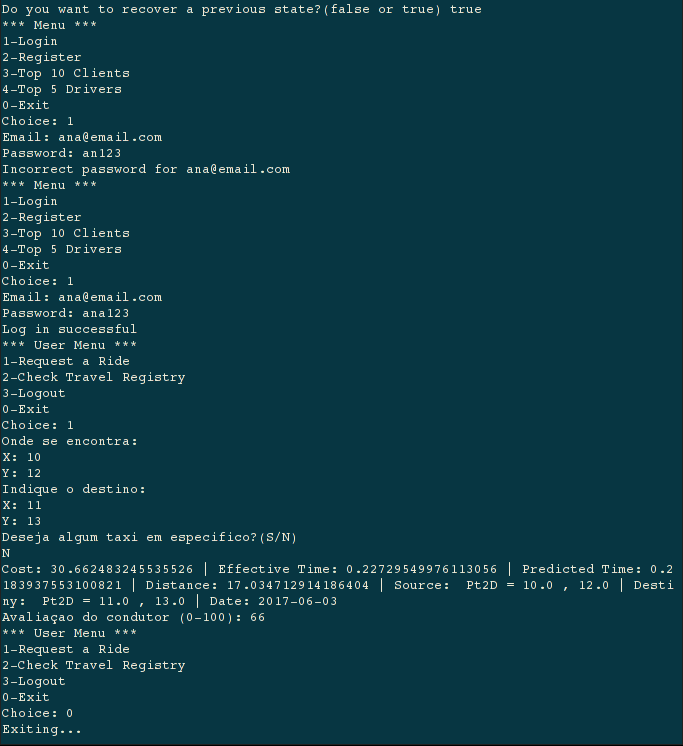 Do you want to recover a previous state?(false or true) true
*** Menu ***
1-Login
2-Register
3-Top 10 Clients
4-Top 5 Drivers
0-Exit
Choice: 1
Email: ana@email.com
Password: an123
Incorrect password for ana@email.com
*** Menu ***
1-Login
2-Register
3-Top 10 Clients
4-Top 5 Drivers
0-Exit
Choice: 1
Email: ana@email.com
Password: ana123
Log in successful
*** User Menu ***
1-Request a Ride
2-Check Travel Registry
3-Logout
0-Exit
Choice: 1
Onde se encontra:
X: 10
Y: 12
Indique o destino:
X: 11
Y: 13
Deseja algum taxi em especifico?(S/N)
N
Cost: 30.662483245535526 | Effective Time: 0.22729549976113056 | Predicted Time: 0.2
1839375531 00821 | Distance: 17.034712914186404 | Source:  Pt2D = 10.0 , 12.0 | Desti
ny:  Pt2D = 11.0 , 13.0 | Date: 2017-06-03
Avaliaçao do condutor (0-100): 66
*** User Menu ***
1-Request a Ride
2-Check Travel Registry
3-Logout
0-Exit
Choice: 0
Exiting...